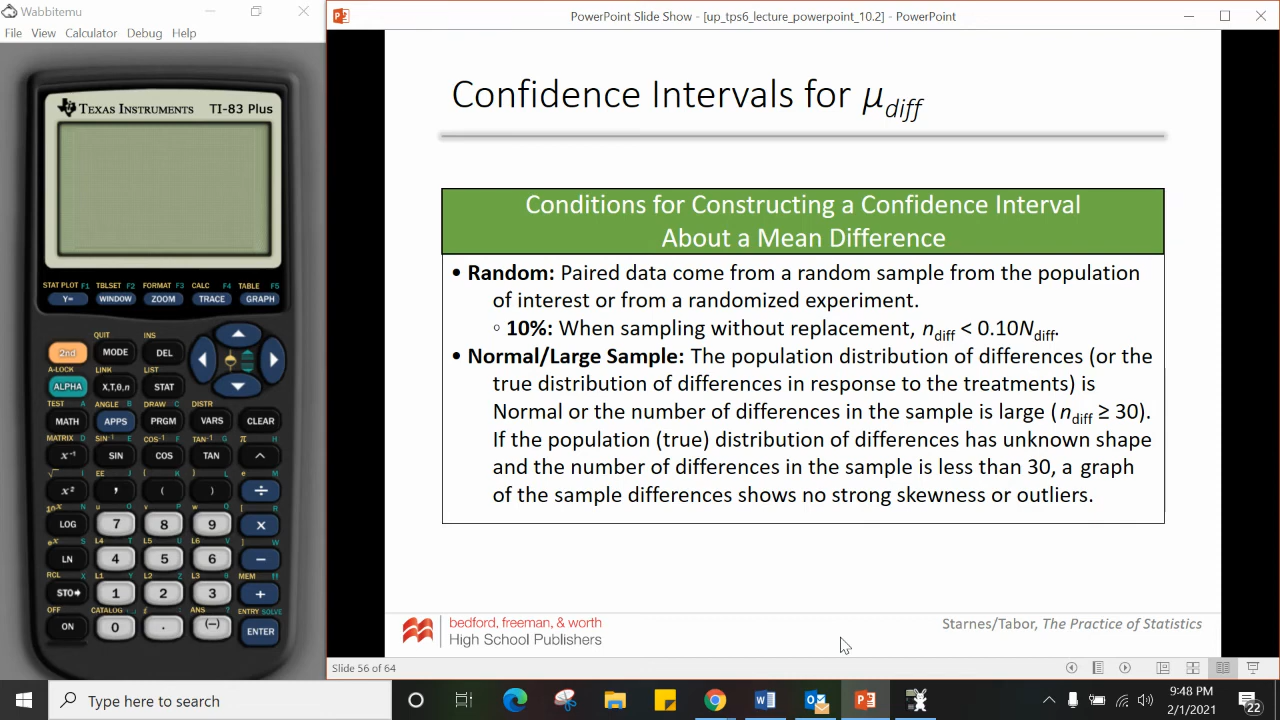 Wabbitemu
File View Calculator Debug Help
TEXAS INSTRUMENTS TI-83 Plus
STAT PLOT F1 TBLSET F2 FORMAT F3 CALC F4 TABLE F5
Y= WINDOW ZOOM TRACE GRAPH
QUIT INS
2nd MODE DEL
A-LOCK LINK LIST
ALPHA X,T,θ,n STAT
TEST A ANGLE B DRAW C DISTR
MATH APPS PRGM VARS CLEAR
MATRIX D SIN⁻¹ E COS⁻¹ F TAN⁻¹ G π H
x⁻¹ SIN COS TAN ^
√ I EE J { K } L e M
x² , ( ) ÷
10ˣ N u O v P w Q [ R
LOG 7 8 9 ×
eˣ S L4 T L5 U L6 V ] W
LN 4 5 6 −
RCL X L1 Y L2 Z L3 θ MEM "
STO➔ 1 2 3 +
OFF CATALOG i : ANS ? ENTRY SOLVE
ON 0 . (−) ENTER
PowerPoint Slide Show - [up_tps6_lecture_powerpoint_10.2] - PowerPoint
Confidence Intervals for μdiff
Conditions for Constructing a Confidence Interval
About a Mean Difference
• Random: Paired data come from a random sample from the population
of interest or from a randomized experiment.
◦ 10%: When sampling without replacement, ndiff < 0.10Ndiff.
• Normal/Large Sample: The population distribution of differences (or the
true distribution of differences in response to the treatments) is
Normal or the number of differences in the sample is large ( ndiff ≥ 30).
If the population (true) distribution of differences has unknown shape
and the number of differences in the sample is less than 30, a graph
of the sample differences shows no strong skewness or outliers.
bedford, freeman, & worth
High School Publishers
Starnes/Tabor, The Practice of Statistics
Slide 56 of 64
Type here to search
9:48 PM
2/1/2021
22